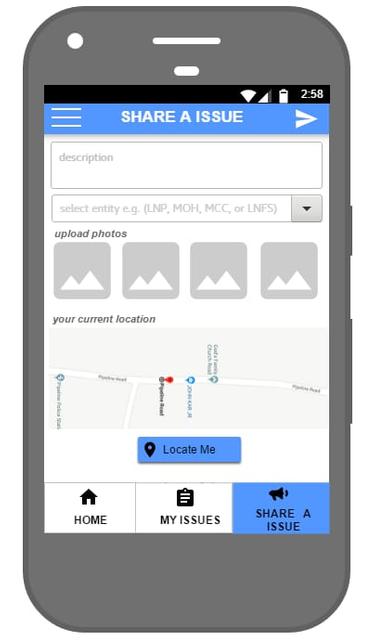 2:58
SHARE A ISSUE
description
select entity e.g. (LNP, MOH, MCC, or LNFS)
upload photos
your current location
God's Family
Church Road
Pipeline Road
Pipeline Road
Pipeline Road
JOHN KAR. JR
Pipeline Police Stati
Locate Me
HOME
MY ISSUES
SHARE A
ISSUE